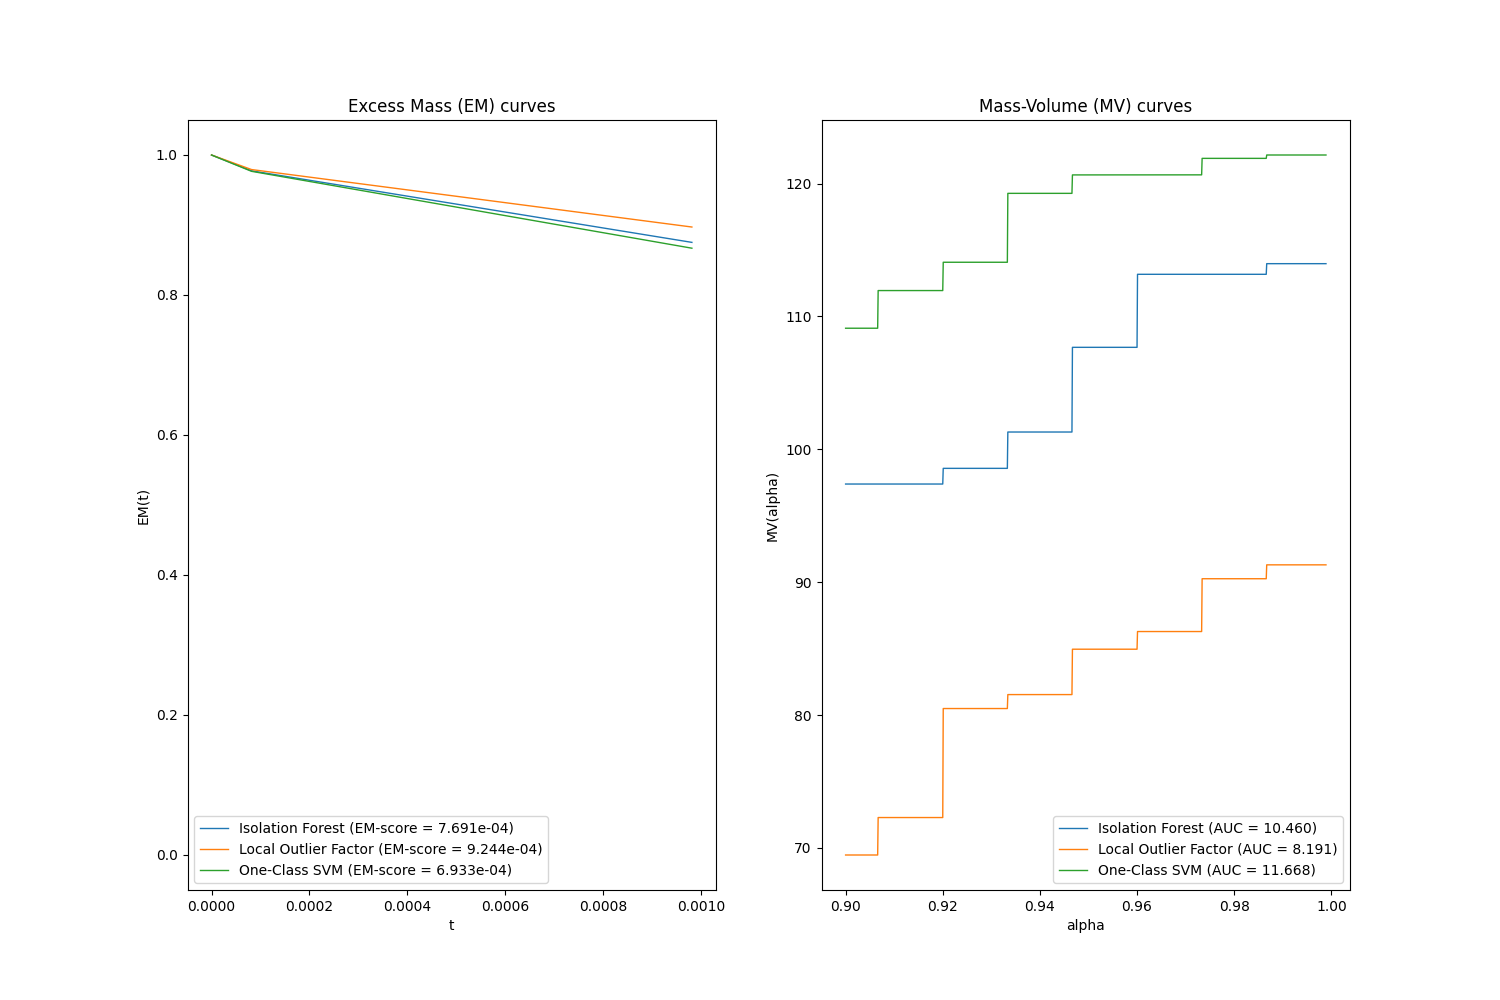 Excess Mass (EM) curves
EM(t)
1.0
0.8
0.6
0.4
0.2
0.0
Isolation Forest (EM-score = 7.691e-04)
Local Outlier Factor (EM-score = 9.244e-04)
One-Class SVM (EM-score = 6.933e-04)
0.0000 0.0002 0.0004 0.0006 0.0008 0.0010
t
Mass-Volume (MV) curves
MV(alpha)
120
110
100
90
80
70
Isolation Forest (AUC = 10.460)
Local Outlier Factor (AUC = 8.191)
One-Class SVM (AUC = 11.668)
0.90 0.92 0.94 0.96 0.98 1.00
alpha